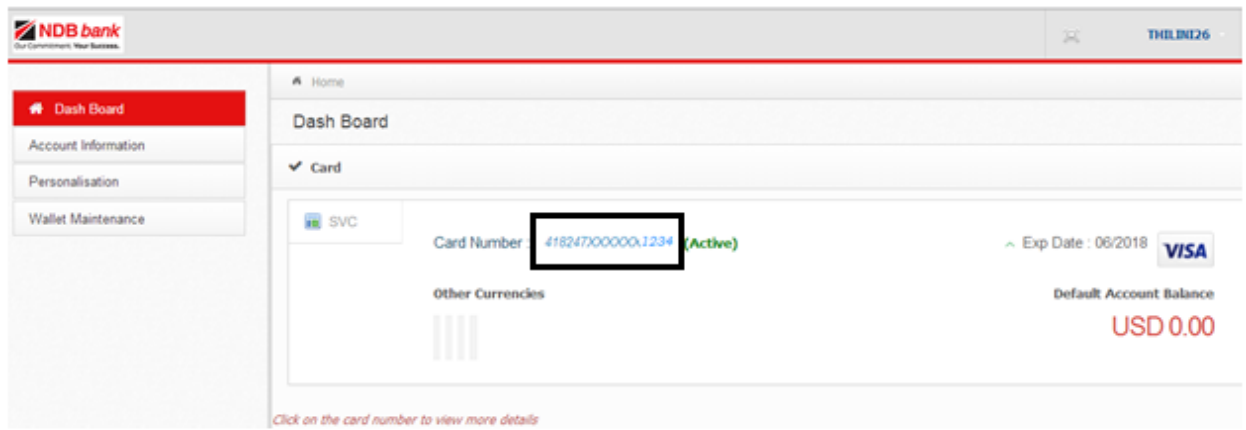 NDB bank
Our Commitment. Your Success.
THILINI26
Home
Dash Board
Account Information
Personalisation
Wallet Maintenance
Dash Board
Card
SVC
Card Number : 418247XXXXXX1234 (Active)
Exp Date : 06/2018
VISA
Other Currencies
Default Account Balance
USD 0.00
Click on the card number to view more details